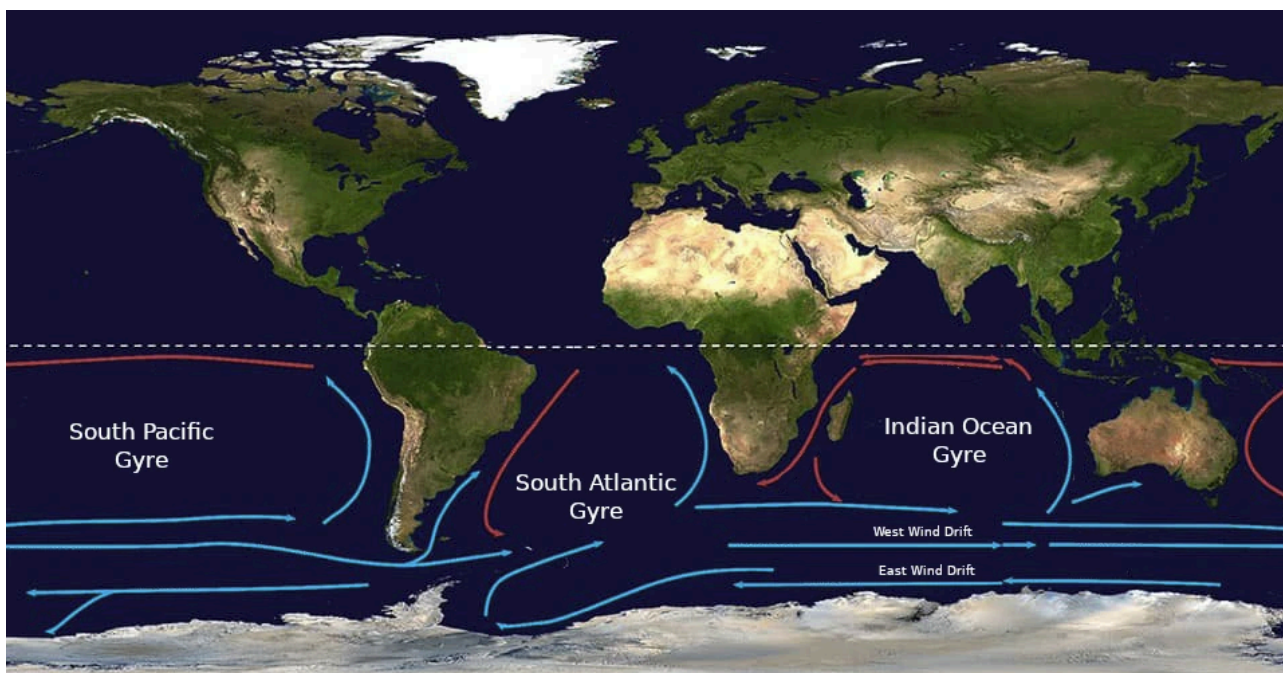 South Pacific
Gyre
South Atlantic
Gyre
Indian Ocean
Gyre
West Wind Drift
East Wind Drift